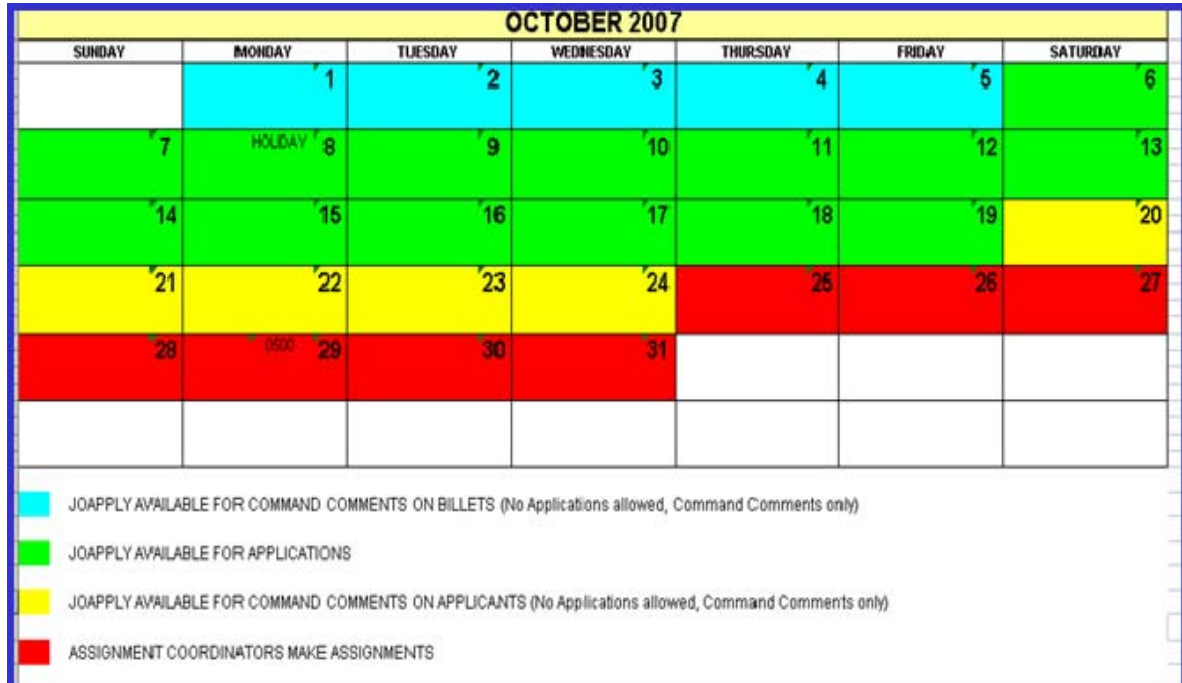 OCTOBER 2007
SUNDAY MONDAY TUESDAY WEDNESDAY THURSDAY FRIDAY SATURDAY
1 2 3 4 5 6
7 HOLIDAY 8 9 10 11 12 13
14 15 16 17 18 19 20
21 22 23 24 25 26 27
28 0500 29 30 31
JOAPPLY AVAILABLE FOR COMMAND COMMENTS ON BILLETS (No Applications allowed, Command Comments only)
JOAPPLY AVAILABLE FOR APPLICATIONS
JOAPPLY AVAILABLE FOR COMMAND COMMENTS ON APPLICANTS (No Applications allowed, Command Comments only)
ASSIGNMENT COORDINATORS MAKE ASSIGNMENTS